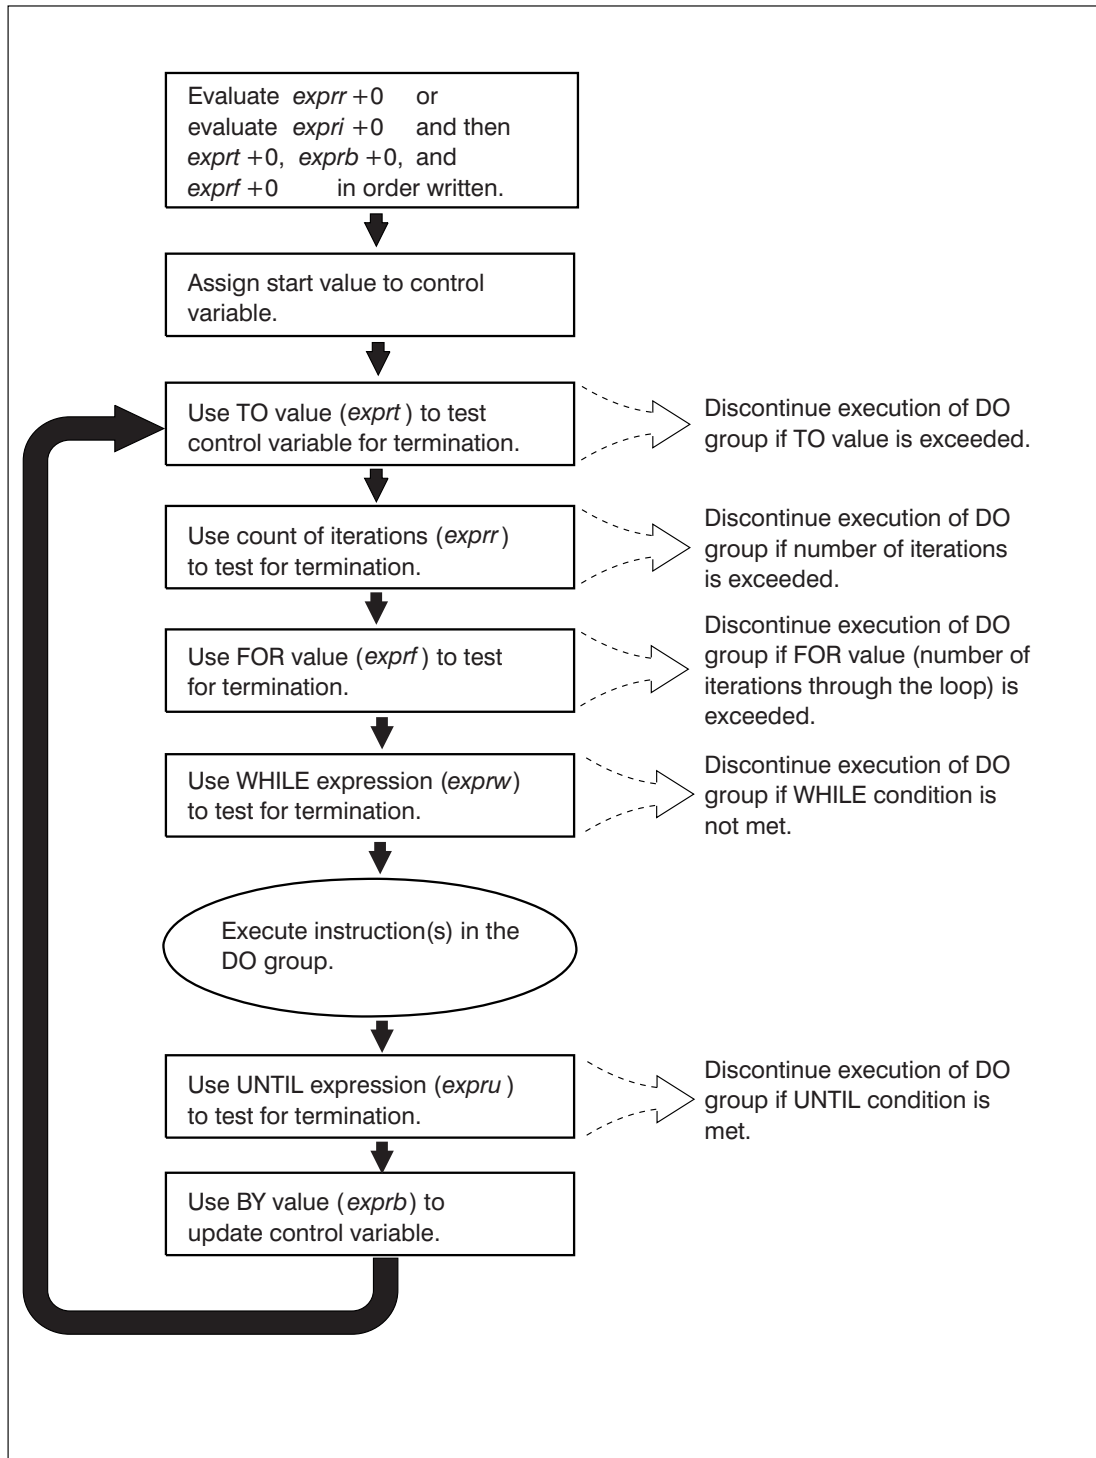 Evaluate exprr +0 or
evaluate expri +0 and then
exprt +0, exprb +0, and
exprf +0 in order written.
Assign start value to control
variable.
Use TO value (exprt) to test
control variable for termination.
Discontinue execution of DO
group if TO value is exceeded.
Use count of iterations (exprr)
to test for termination.
Discontinue execution of DO
group if number of iterations
is exceeded.
Use FOR value (exprf) to test
for termination.
Discontinue execution of DO
group if FOR value (number of
iterations through the loop) is
exceeded.
Use WHILE expression (exprw)
to test for termination.
Discontinue execution of DO
group if WHILE condition is
not met.
Execute instruction(s) in the
DO group.
Use UNTIL expression (expru)
to test for termination.
Discontinue execution of DO
group if UNTIL condition is
met.
Use BY value (exprb) to
update control variable.